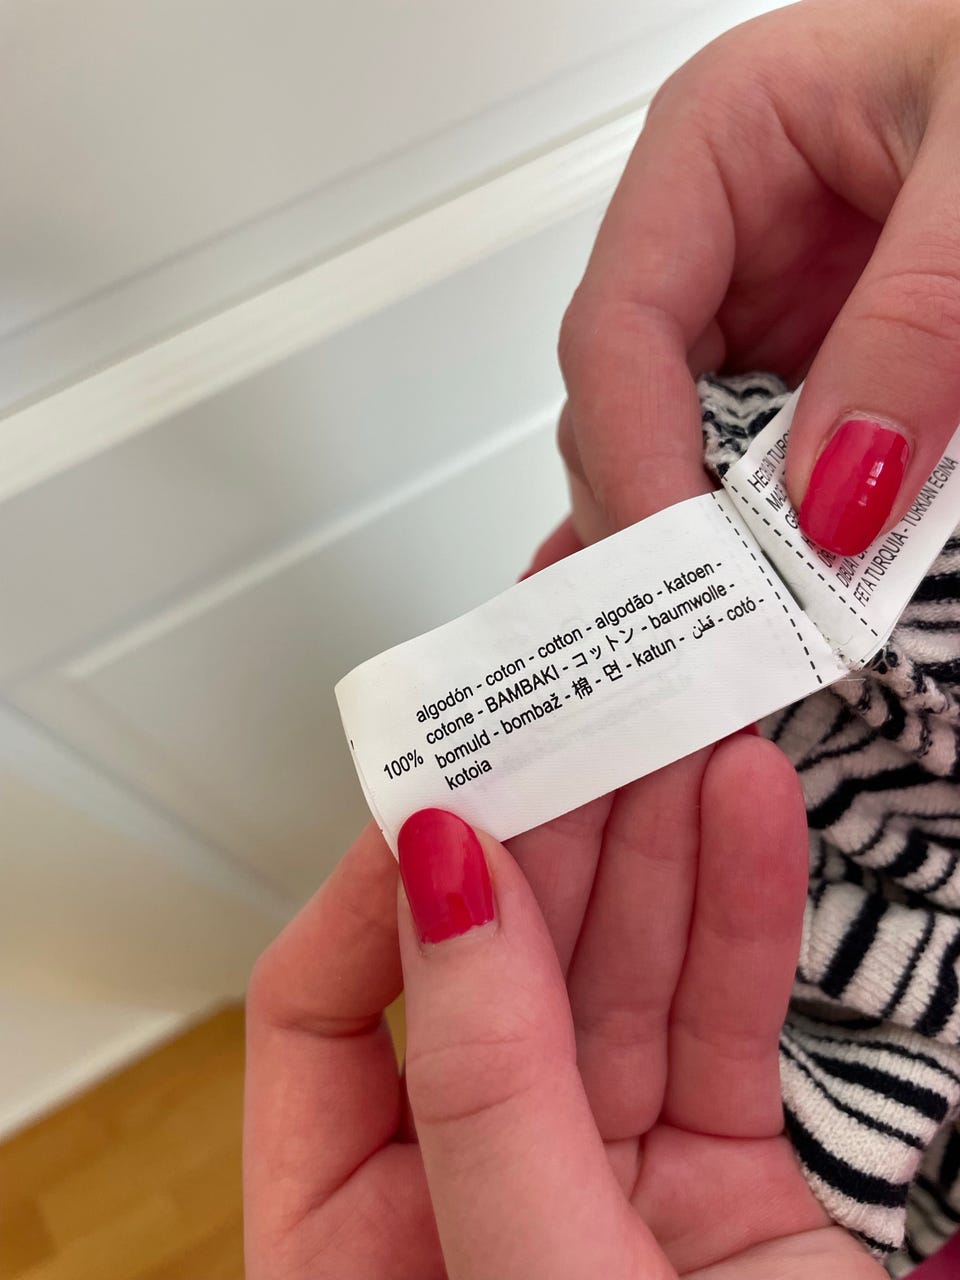 100%
algodón - coton - cotton - algodão - katoen -
cotone - BAMBAKI - コットン - baumwolle -
bomuld - bombaž - 棉 - 면 - katun - قطن - cotó -
kotoia
FETA TURQUIA - TURKIAN EGINA